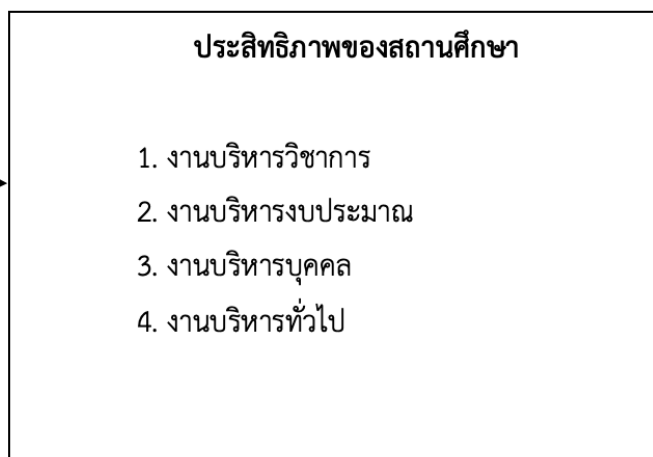 ประสิทธิภาพของสถานศึกษา
1. งานบริหารวิชาการ
2. งานบริหารงบประมาณ
3. งานบริหารบุคคล
4. งานบริหารทั่วไป